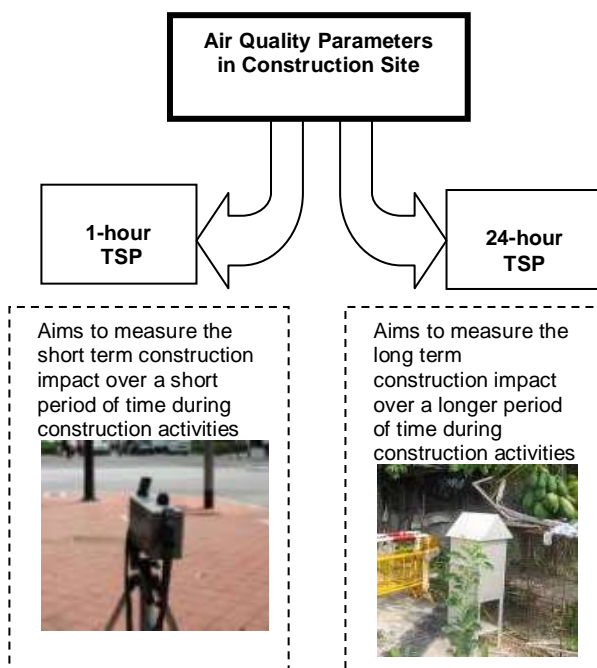 Air Quality Parameters
in Construction Site
1-hour
TSP
24-hour
TSP
Aims to measure the
short term construction
impact over a short
period of time during
construction activities
Aims to measure the
long term
construction impact
over a longer period
of time during
construction activities